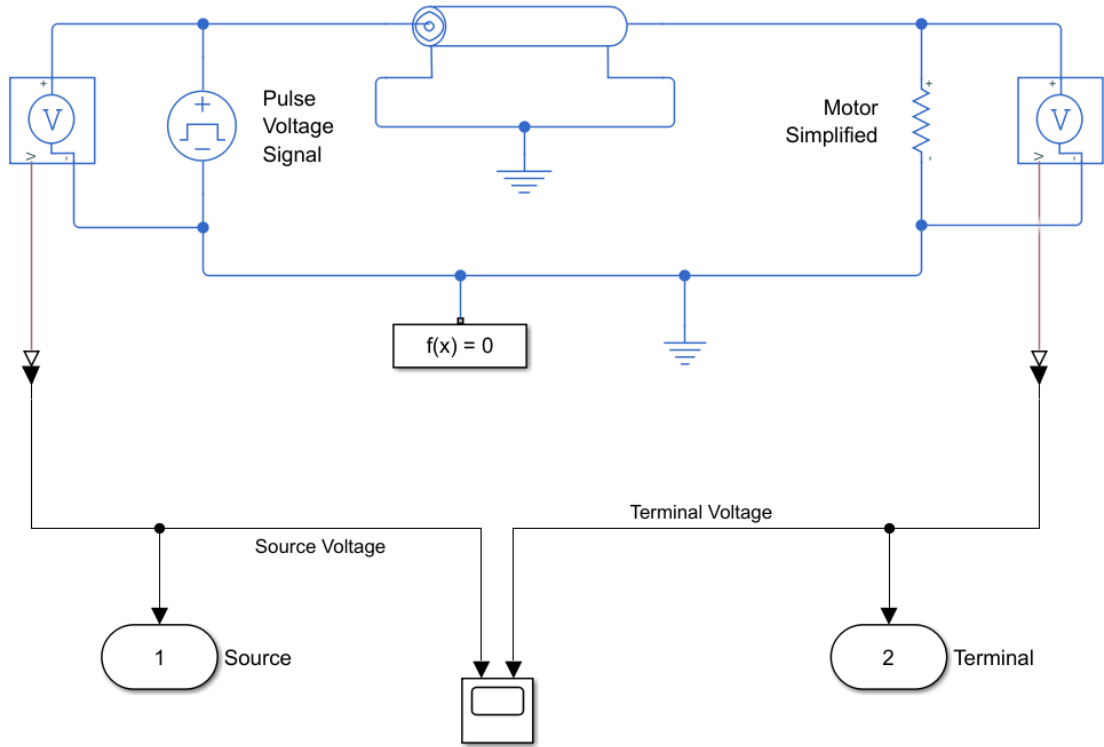 +
+
+
V
Pulse
Voltage
Signal
+
−
V
-
Motor
Simplified
+
-
V
V
-
f(x) = 0
Terminal Voltage
Source Voltage
1
Source
2
Terminal